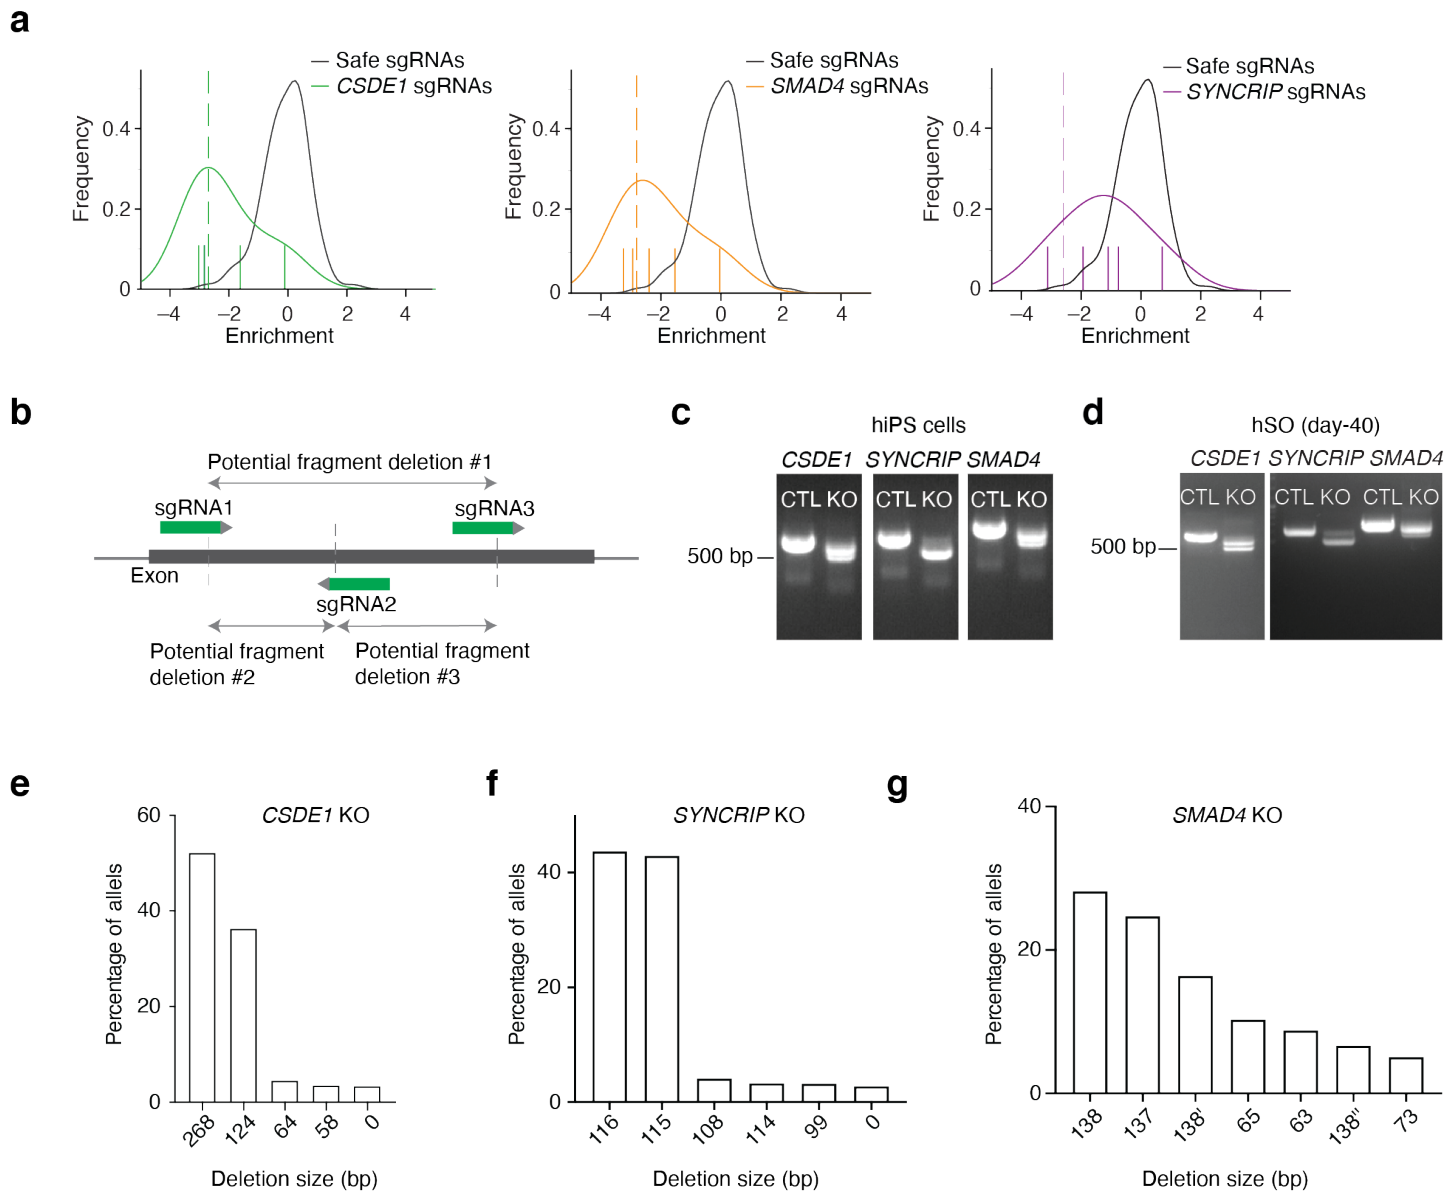 a
Safe sgRNAs
CSDE1 sgRNAs
Frequency
0.4
0.2
0
−4 −2 0 2 4
Enrichment
Safe sgRNAs
SMAD4 sgRNAs
Frequency
0.4
0.2
0
−4 −2 0 2 4
Enrichment
Safe sgRNAs
SYNCRIP sgRNAs
Frequency
0.4
0.2
0
−4 −2 0 2 4
Enrichment
b
Potential fragment deletion #1
sgRNA1
sgRNA3
Exon
sgRNA2
Potential fragment
deletion #2
Potential fragment
deletion #3
c
hiPS cells
CSDE1 SYNCRIP SMAD4
CTL KO CTL KO CTL KO
500 bp
d
hSO (day-40)
CSDE1 SYNCRIP SMAD4
CTL KO CTL KO CTL KO
500 bp
e
CSDE1 KO
Percentage of allels
60
40
20
0
268 124 64 58 0
Deletion size (bp)
f
SYNCRIP KO
Percentage of allels
40
20
0
116 115 108 114 99 0
Deletion size (bp)
g
SMAD4 KO
Percentage of allels
40
20
0
138 137 138' 65 63 138'' 73
Deletion size (bp)